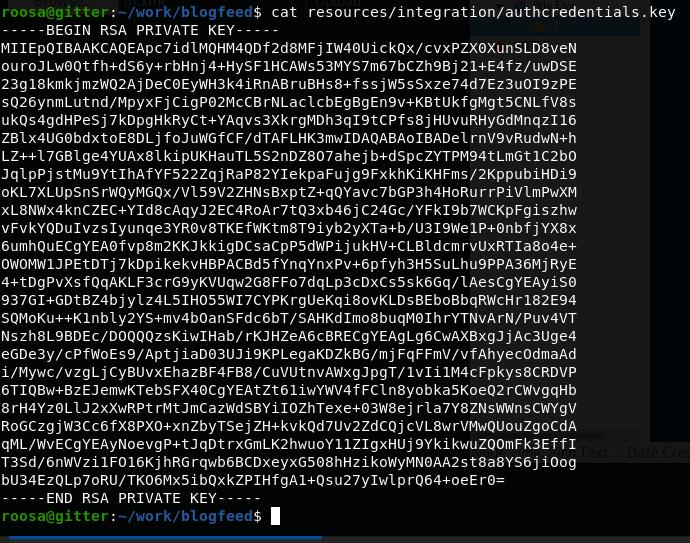 roosa@gitter:~/work/blogfeed$ cat resources/integration/authcredentials.key
-----BEGIN RSA PRIVATE KEY-----
MIIEpQIBAAKCAQEApc7idlMQHM4QDf2d8MFjIW40UickQx/cvxPZX0XunSLD8veN
ouroJLw0Qtfh+dS6y+rbHnj4+HySF1HCAWs53MYS7m67bCZh9Bj21+E4fz/uwDSE
23g18kmkjmzWQ2AjDeC0EyWH3k4iRnABruBHs8+fssjW5sSxze74d7Ez3uOI9zPE
sQ26ynmLutnd/MpyxFjCigP02McCBrNLaclcbEgBgEn9v+KBtUkfgMgt5CNLfV8s
ukQs4gdHPeSj7kDpgHkRyCt+YAqvs3XkrgMDh3qI9tCPfs8jHUvuRHyGdMnqzI16
ZBlx4UG0bdxtoE8DLjfoJuWGfCF/dTAFLHK3mwIDAQABAoIBADelrnV9vRudwN+h
LZ++l7GBlge4YUAx8lkipUKHauTL5S2nDZ8O7ahejb+dSpcZYTPM94tLmGt1C2bO
JqlpPjstMu9YtIhAfYF522ZqjRaP82YIekpaFujg9FxkhKiKHFms/2KppubiHDi9
oKL7XLUpSnSrWQyMGQx/Vl59V2ZHNsBxptZ+qQYavc7bGP3h4HoRurrPiVlmPwXM
xL8NWx4knCZEC+YId8cAqyJ2EC4RoAr7tQ3xb46jC24Gc/YFkI9b7WCKpFgiszhw
vFvkYQDuIvzsIyunqe3YR0v8TKEfWKtm8T9iyb2yXTa+b/U3I9We1P+0nbfjYX8x
6umhQuECgYEA0fvp8m2KKJkkigDCsaCpP5dWPijukHV+CLBldcmrvUxRTIa8o4e+
OWOMW1JPEtDTj7kDpikekvHBPACBd5fYnqYnxPv+6pfyh3H5SuLhu9PPA36MjRyE
4+tDgPvXsfQqAKLF3crG9yKVUqw2G8FFo7dqLp3cDxCs5sk6Gq/lAesCgYEAyiS0
937GI+GDtBZ4bjylz4L5IHO55WI7CYPKrgUeKqi8ovKLDsBEboBbqRWcHr182E94
SQMoKu++K1nbly2YS+mv4bOanSFdc6bT/SAHKdImo8buqM0IhrYTNvArN/Puv4VT
Nszh8L9BDEc/DOQQQzsKiwIHab/rKJHZeA6cBRECgYEAgLg6CwAXBxgJjAc3Uge4
eGDe3y/cPfWoEs9/AptjiaD03UJi9KPLegaKDZkBG/mjFqFFmV/vfAhyecOdmaAd
i/Mywc/vzgLjCyBUvxEhazBF4FB8/CuVUtnvAWxgJpgT/1vIi1M4cFpkys8CRDVP
6TIQBw+BzEJemwKTebSFX40CgYEAtZt61iwYWV4fFCln8yobka5KoeQ2rCWvgqHb
8rH4Yz0LlJ2xXwRPtrMtJmCazWdSBYiIOZhTexe+03W8ejrla7Y8ZNsWWnsCWYgV
RoGCzgjW3Cc6fX8PXO+xnZbyTSejZH+kvkQd7Uv2ZdCQjcVL8wrVMwQUouZgoCdA
qML/WvECgYEAyNoevgP+tJqDtrxGmLK2hwuoY11ZIgxHUj9YkikwuZQOmFk3EffI
T3Sd/6nWVzi1FO16KjhRGrqwb6BCDxeyxG508hHzikoWyMN0AA2st8a8YS6jiOog
bU34EzQLp7oRU/TKO6Mx5ibQxkZPIHfgA1+Qsu27yIwlprQ64+oeEr0=
-----END RSA PRIVATE KEY-----
roosa@gitter:~/work/blogfeed$